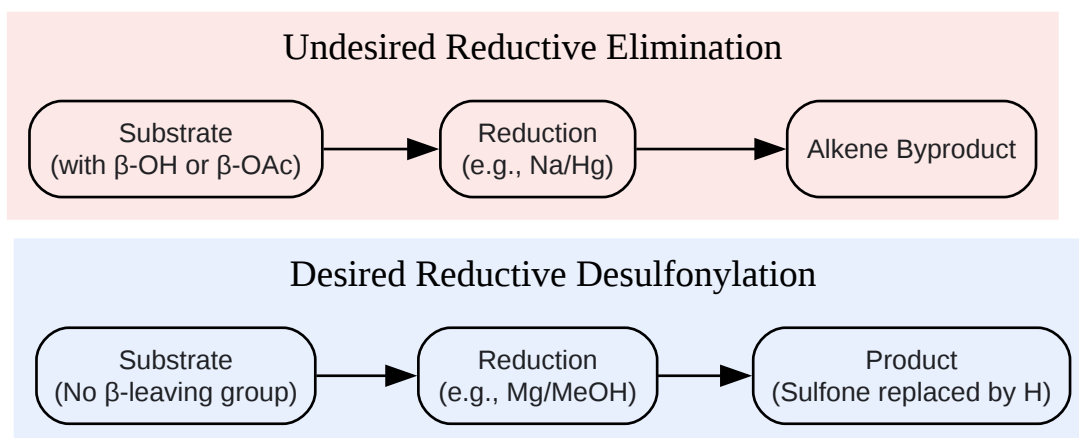 Undesired Reductive Elimination
Substrate
(with β-OH or β-OAc)
Reduction
(e.g., Na/Hg)
Alkene Byproduct
Desired Reductive Desulfonylation
Substrate
(No β-leaving group)
Reduction
(e.g., Mg/MeOH)
Product
(Sulfone replaced by H)